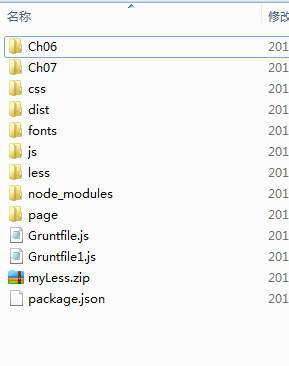 名称 修改
Ch06 201
Ch07 201
css 201
dist 201
fonts 201
js 201
less 201
node_modules 201
page 201
Gruntfile.js 201
Gruntfile1.js 201
myLess.zip 201
package.json 201